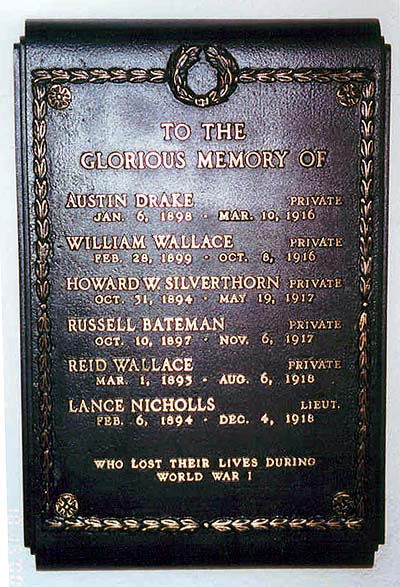 TO THE
GLORIOUS MEMORY OF
AUSTIN DRAKE PRIVATE
JAN. 6, 1898 · MAR. 10, 1916
WILLIAM WALLACE PRIVATE
FEB. 28, 1899 · OCT. 8, 1916
HOWARD W. SILVERTHORN PRIVATE
OCT. 31, 1894 · MAY 19, 1917
RUSSELL BATEMAN PRIVATE
OCT. 10, 1897 · NOV. 6, 1917
REID WALLACE PRIVATE
MAR. 1, 1895 · AUG. 6, 1918
LANCE NICHOLLS LIEUT.
FEB. 6, 1894 · DEC. 4, 1918
WHO LOST THEIR LIVES DURING
WORLD WAR I